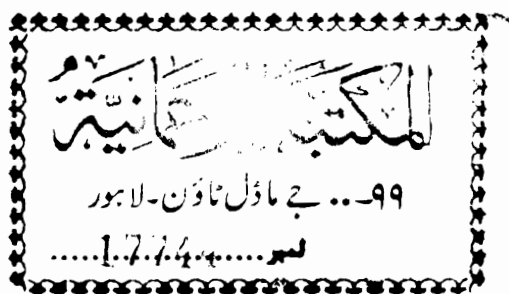 المكتبة
۹۹۔۔۔ جے ماڈل ٹاؤن۔لاہور
نمبر.....17744.....